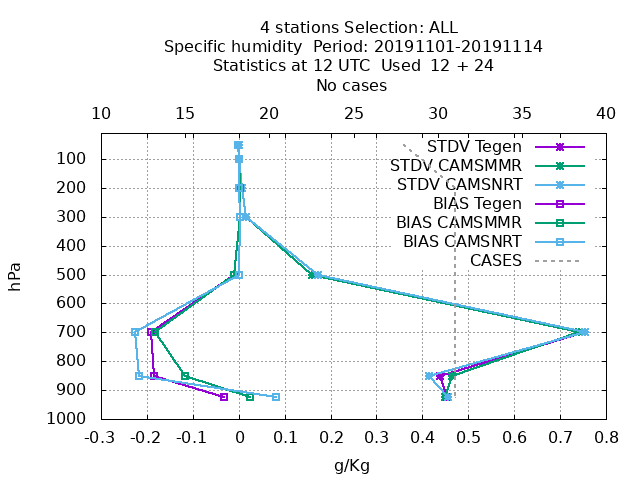 4 stations Selection: ALL
Specific humidity  Period: 20191101-20191114
Statistics at 12 UTC  Used  12 + 24
No cases
10 15 20 25 30 35 40
STDV Tegen
STDV CAMSMMR
STDV CAMSNRT
BIAS Tegen
BIAS CAMSMMR
BIAS CAMSNRT
CASES
hPa
100
200
300
400
500
600
700
800
900
1000
-0.3 -0.2 -0.1 0 0.1 0.2 0.3 0.4 0.5 0.6 0.7 0.8
g/Kg